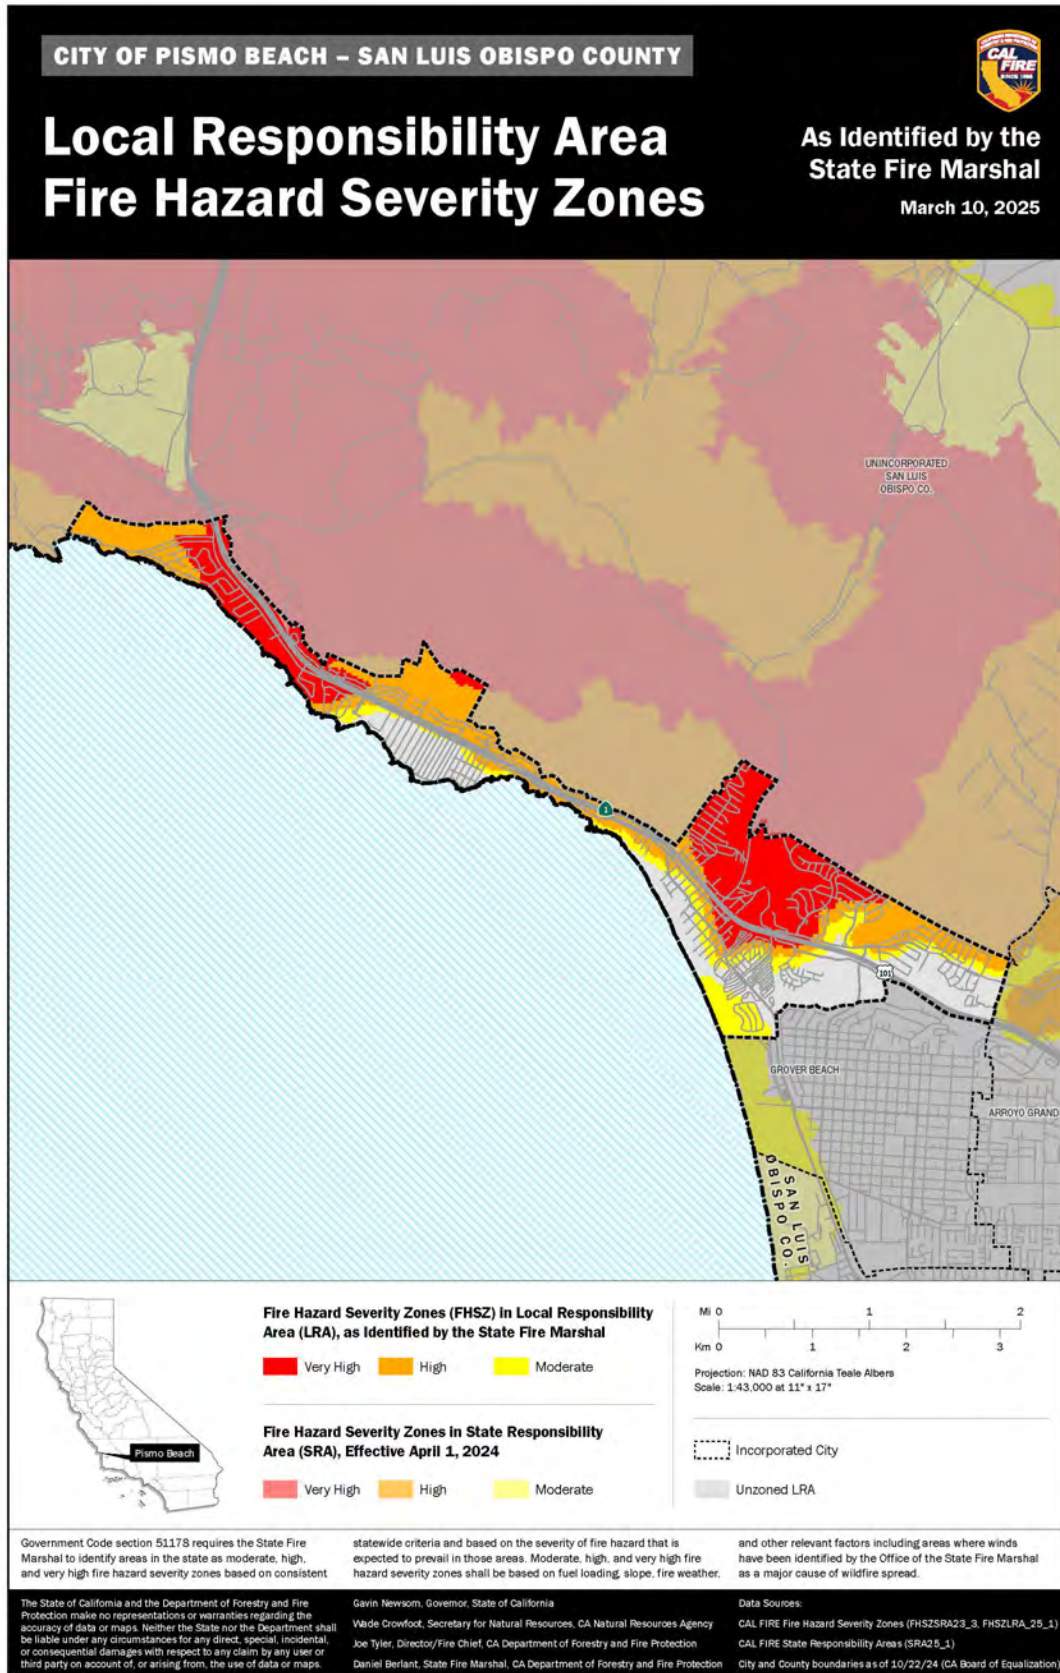 CITY OF PISMO BEACH – SAN LUIS OBISPO COUNTY
Local Responsibility Area
Fire Hazard Severity Zones
CAL
FIRE
SINCE 1885
As Identified by the
State Fire Marshal
March 10, 2025
UNINCORPORATED
SAN LUIS
OBISPO CO.
1
101
GROVER BEACH
ARROYO GRAND
SAN LUIS
OBISPO CO.
Pismo Beach
Fire Hazard Severity Zones (FHSZ) in Local Responsibility
Area (LRA), as Identified by the State Fire Marshal
Very High High Moderate
Fire Hazard Severity Zones in State Responsibility
Area (SRA), Effective April 1, 2024
Very High High Moderate
Mi 0 1 2
Km 0 1 2 3
Projection: NAD 83 California Teale Albers
Scale: 1:43,000 at 11" x 17"
Incorporated City
Unzoned LRA
Government Code section 51178 requires the State Fire
Marshal to identify areas in the state as moderate, high,
and very high fire hazard severity zones based on consistent
statewide criteria and based on the severity of fire hazard that is
expected to prevail in those areas. Moderate, high, and very high fire
hazard severity zones shall be based on fuel loading, slope, fire weather,
and other relevant factors including areas where winds
have been identified by the Office of the State Fire Marshal
as a major cause of wildfire spread.
The State of California and the Department of Forestry and Fire
Protection make no representations or warranties regarding the
accuracy of data or maps. Neither the State nor the Department shall
be liable under any circumstances for any direct, special, incidental,
or consequential damages with respect to any claim by any user or
third party on account of, or arising from, the use of data or maps.
Gavin Newsom, Governor, State of California
Wade Crowfoot, Secretary for Natural Resources, CA Natural Resources Agency
Joe Tyler, Director/Fire Chief, CA Department of Forestry and Fire Protection
Daniel Berlant, State Fire Marshal, CA Department of Forestry and Fire Protection
Data Sources:
CAL FIRE Fire Hazard Severity Zones (FHSZSRA23_3, FHSZLRA_25_1)
CAL FIRE State Responsibility Areas (SRA25_1)
City and County boundaries as of 10/22/24 (CA Board of Equalization)